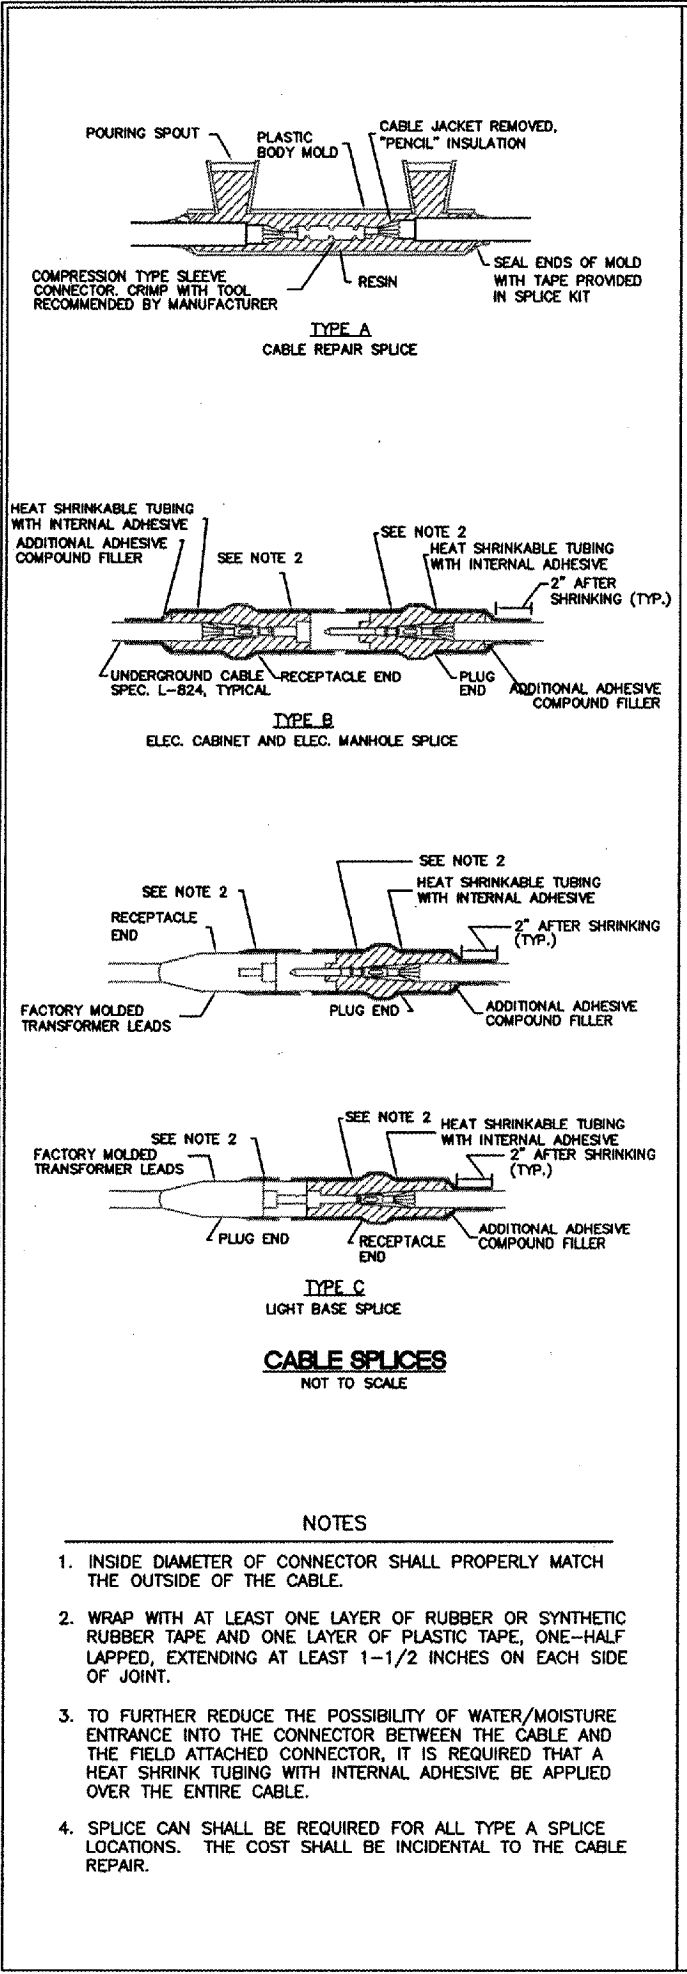 POURING SPOUT
PLASTIC
BODY MOLD
CABLE JACKET REMOVED,
"PENCIL" INSULATION
COMPRESSION TYPE SLEEVE
CONNECTOR. CRIMP WITH TOOL
RECOMMENDED BY MANUFACTURER
RESIN
SEAL ENDS OF MOLD
WITH TAPE PROVIDED
IN SPLICE KIT
TYPE A
CABLE REPAIR SPLICE
HEAT SHRINKABLE TUBING
WITH INTERNAL ADHESIVE
ADDITIONAL ADHESIVE
COMPOUND FILLER
SEE NOTE 2
SEE NOTE 2
HEAT SHRINKABLE TUBING
WITH INTERNAL ADHESIVE
2" AFTER
SHRINKING (TYP.)
UNDERGROUND CABLE
SPEC. L-824, TYPICAL
RECEPTACLE END
PLUG
END
ADDITIONAL ADHESIVE
COMPOUND FILLER
TYPE B
ELEC. CABINET AND ELEC. MANHOLE SPLICE
SEE NOTE 2
SEE NOTE 2
HEAT SHRINKABLE TUBING
WITH INTERNAL ADHESIVE
RECEPTACLE
END
2" AFTER SHRINKING
(TYP.)
FACTORY MOLDED
TRANSFORMER LEADS
PLUG END
ADDITIONAL ADHESIVE
COMPOUND FILLER
SEE NOTE 2
SEE NOTE 2
HEAT SHRINKABLE TUBING
WITH INTERNAL ADHESIVE
FACTORY MOLDED
TRANSFORMER LEADS
2" AFTER SHRINKING
(TYP.)
PLUG END
RECEPTACLE
END
ADDITIONAL ADHESIVE
COMPOUND FILLER
TYPE C
LIGHT BASE SPLICE
CABLE SPLICES
NOT TO SCALE
NOTES
1. INSIDE DIAMETER OF CONNECTOR SHALL PROPERLY MATCH
THE OUTSIDE OF THE CABLE.
2. WRAP WITH AT LEAST ONE LAYER OF RUBBER OR SYNTHETIC
RUBBER TAPE AND ONE LAYER OF PLASTIC TAPE, ONE-HALF
LAPPED, EXTENDING AT LEAST 1-1/2 INCHES ON EACH SIDE
OF JOINT.
3. TO FURTHER REDUCE THE POSSIBILITY OF WATER/MOISTURE
ENTRANCE INTO THE CONNECTOR BETWEEN THE CABLE AND
THE FIELD ATTACHED CONNECTOR, IT IS REQUIRED THAT A
HEAT SHRINK TUBING WITH INTERNAL ADHESIVE BE APPLIED
OVER THE ENTIRE CABLE.
4. SPLICE CAN SHALL BE REQUIRED FOR ALL TYPE A SPLICE
LOCATIONS. THE COST SHALL BE INCIDENTAL TO THE CABLE
REPAIR.